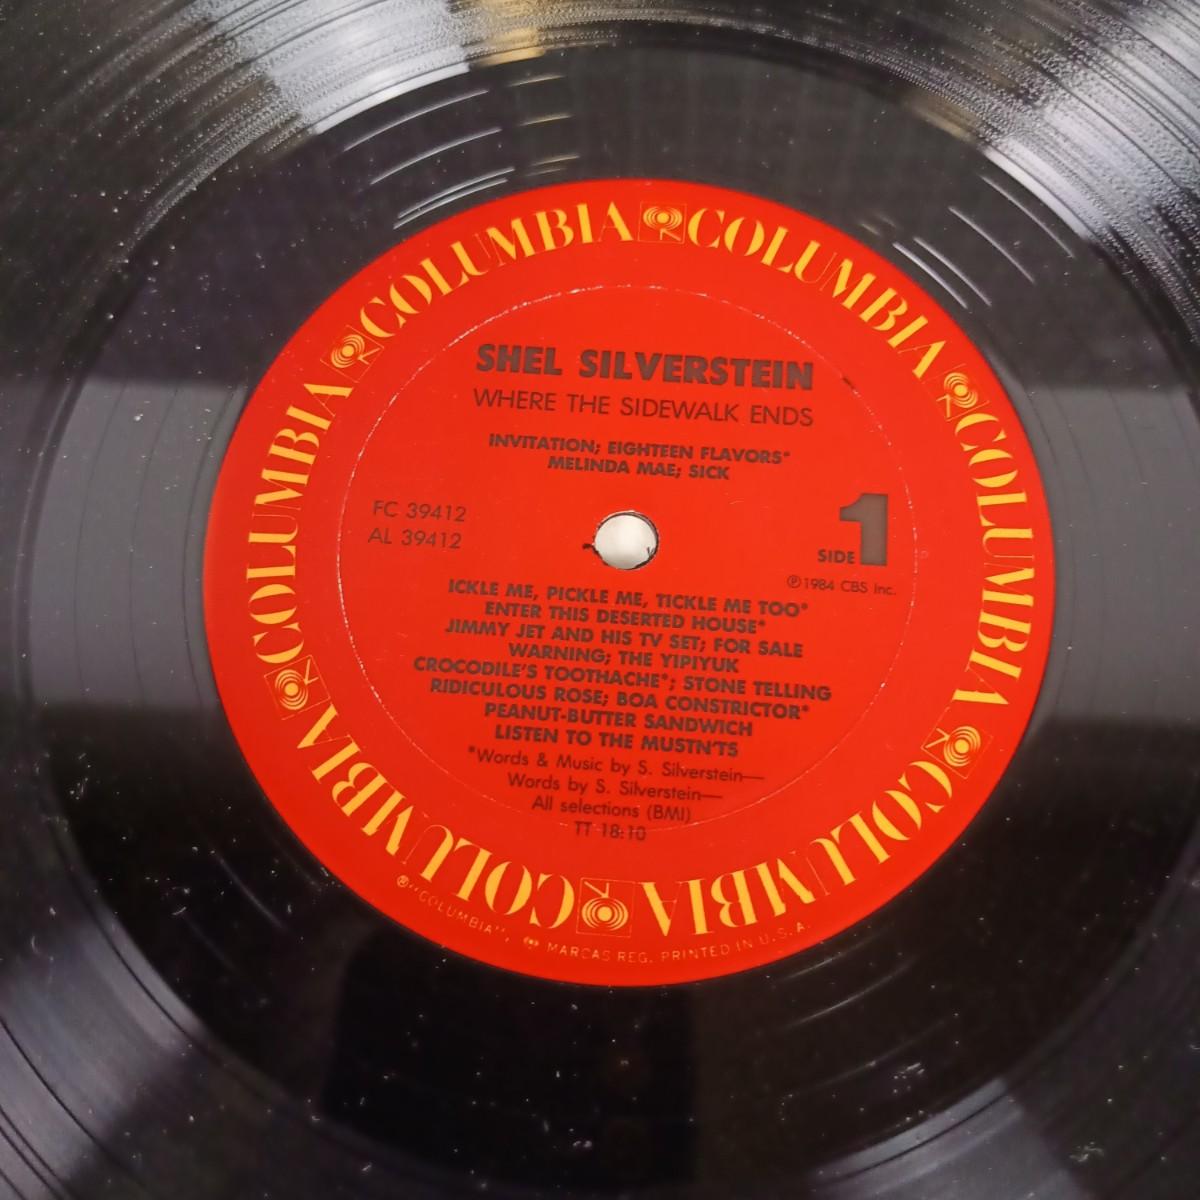 COLUMBIA COLUMBIA COLUMBIA COLUMBIA COLUMBIA COLUMBIA
SHEL SILVERSTEIN
WHERE THE SIDEWALK ENDS
INVITATION; EIGHTEEN FLAVORS*
MELINDA MAE; SICK
FC 39412
AL 39412
SIDE 1
℗1984 CBS Inc.
ICKLE ME, PICKLE ME, TICKLE ME TOO*
ENTER THIS DESERTED HOUSE*
JIMMY JET AND HIS TV SET; FOR SALE
WARNING; THE YIPIYUK
CROCODILE'S TOOTHACHE*; STONE TELLING
RIDICULOUS ROSE; BOA CONSTRICTOR*
PEANUT-BUTTER SANDWICH
LISTEN TO THE MUSTN'TS
*Words & Music by S. Silverstein—
Words by S. Silverstein—
All selections (BMI)
TT 18:10
®"COLUMBIA", MARCAS REG. PRINTED IN U.S.A.